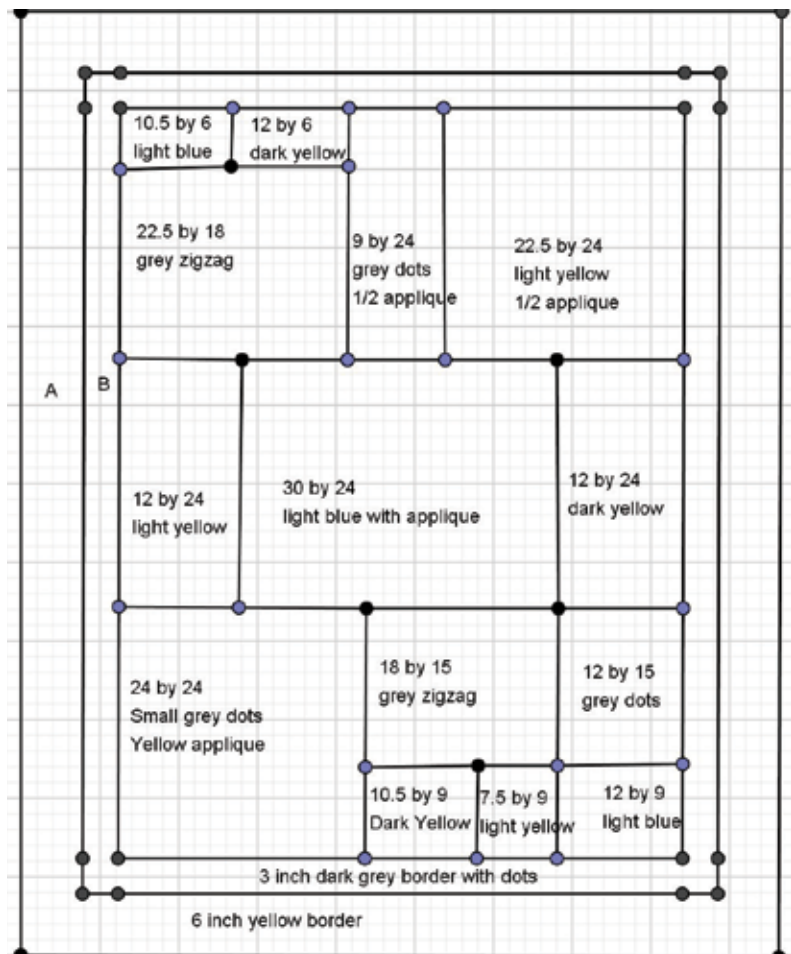 10.5 by 6
light blue
12 by 6
dark yellow
22.5 by 18
grey zigzag
9 by 24
grey dots
1/2 applique
22.5 by 24
light yellow
1/2 applique
A
B
12 by 24
light yellow
30 by 24
light blue with applique
12 by 24
dark yellow
24 by 24
Small grey dots
Yellow applique
18 by 15
grey zigzag
12 by 15
grey dots
10.5 by 9
Dark Yellow
7.5 by 9
light yellow
12 by 9
light blue
3 inch dark grey border with dots
6 inch yellow border